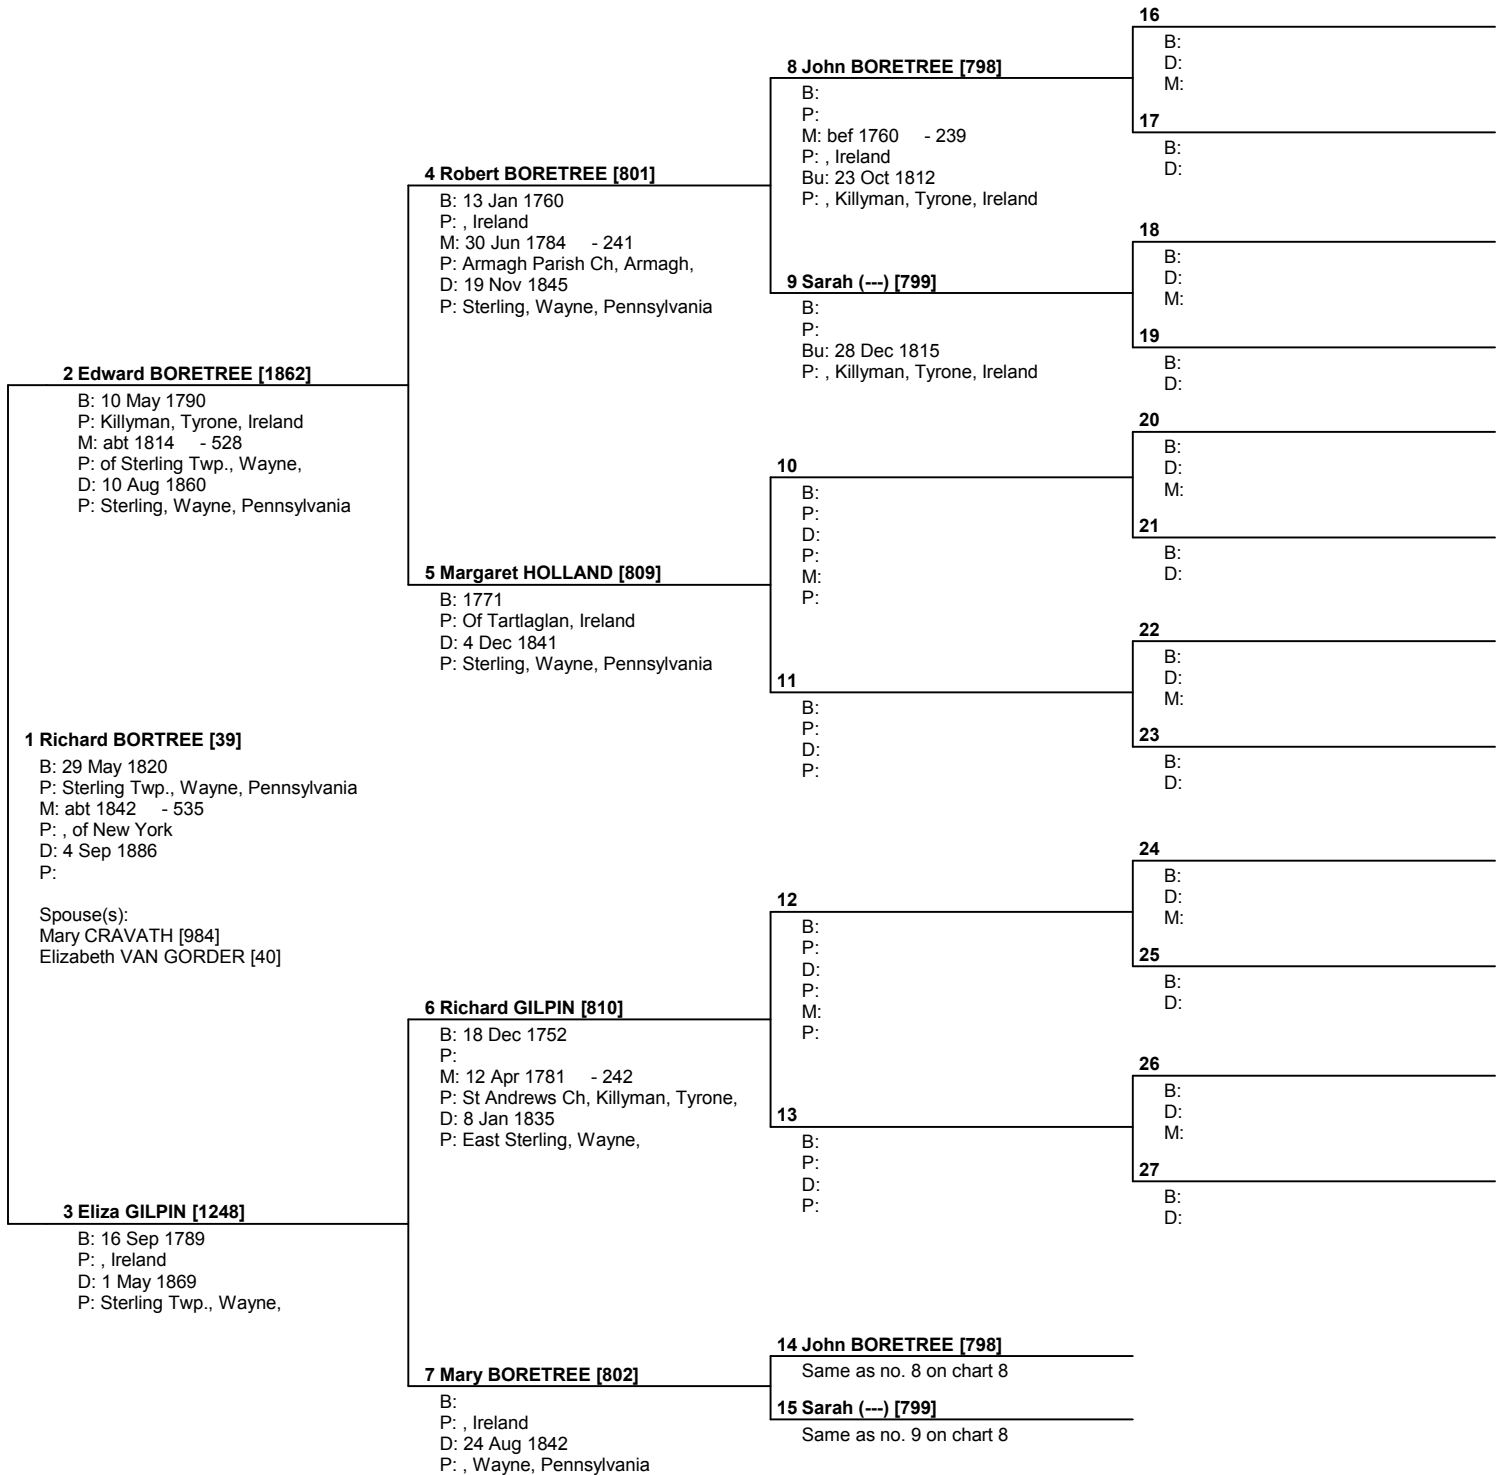 16
B:
D:
M:
8 John BORETREE [798]
B:
P:
M: bef 1760 - 239
P: , Ireland
Bu: 23 Oct 1812
P: , Killyman, Tyrone, Ireland
17
B:
D:
4 Robert BORETREE [801]
B: 13 Jan 1760
P: , Ireland
M: 30 Jun 1784 - 241
P: Armagh Parish Ch, Armagh,
D: 19 Nov 1845
P: Sterling, Wayne, Pennsylvania
18
B:
D:
M:
9 Sarah (---) [799]
B:
P:
Bu: 28 Dec 1815
P: , Killyman, Tyrone, Ireland
19
B:
D:
2 Edward BORETREE [1862]
B: 10 May 1790
P: Killyman, Tyrone, Ireland
M: abt 1814 - 528
P: of Sterling Twp., Wayne,
D: 10 Aug 1860
P: Sterling, Wayne, Pennsylvania
20
B:
D:
M:
10
B:
P:
D:
P:
M:
P:
21
B:
D:
5 Margaret HOLLAND [809]
B: 1771
P: Of Tartlaglan, Ireland
D: 4 Dec 1841
P: Sterling, Wayne, Pennsylvania
22
B:
D:
M:
11
B:
P:
D:
P:
23
B:
D:
1 Richard BORTREE [39]
B: 29 May 1820
P: Sterling Twp., Wayne, Pennsylvania
M: abt 1842 - 535
P: , of New York
D: 4 Sep 1886
P:
Spouse(s):
Mary CRAVATH [984]
Elizabeth VAN GORDER [40]
24
B:
D:
M:
12
B:
P:
D:
P:
M:
P:
25
B:
D:
6 Richard GILPIN [810]
B: 18 Dec 1752
P:
M: 12 Apr 1781 - 242
P: St Andrews Ch, Killyman, Tyrone,
D: 8 Jan 1835
P: East Sterling, Wayne,
26
B:
D:
M:
13
B:
P:
D:
P:
27
B:
D:
3 Eliza GILPIN [1248]
B: 16 Sep 1789
P: , Ireland
D: 1 May 1869
P: Sterling Twp., Wayne,
14 John BORETREE [798]
Same as no. 8 on chart 8
7 Mary BORETREE [802]
B:
P: , Ireland
D: 24 Aug 1842
P: , Wayne, Pennsylvania
15 Sarah (---) [799]
Same as no. 9 on chart 8